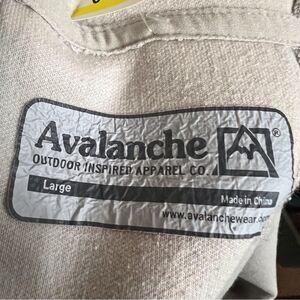 Avalanche ®
OUTDOOR INSPIRED APPAREL CO.
Large
Made in China
www.avalanchewear.com